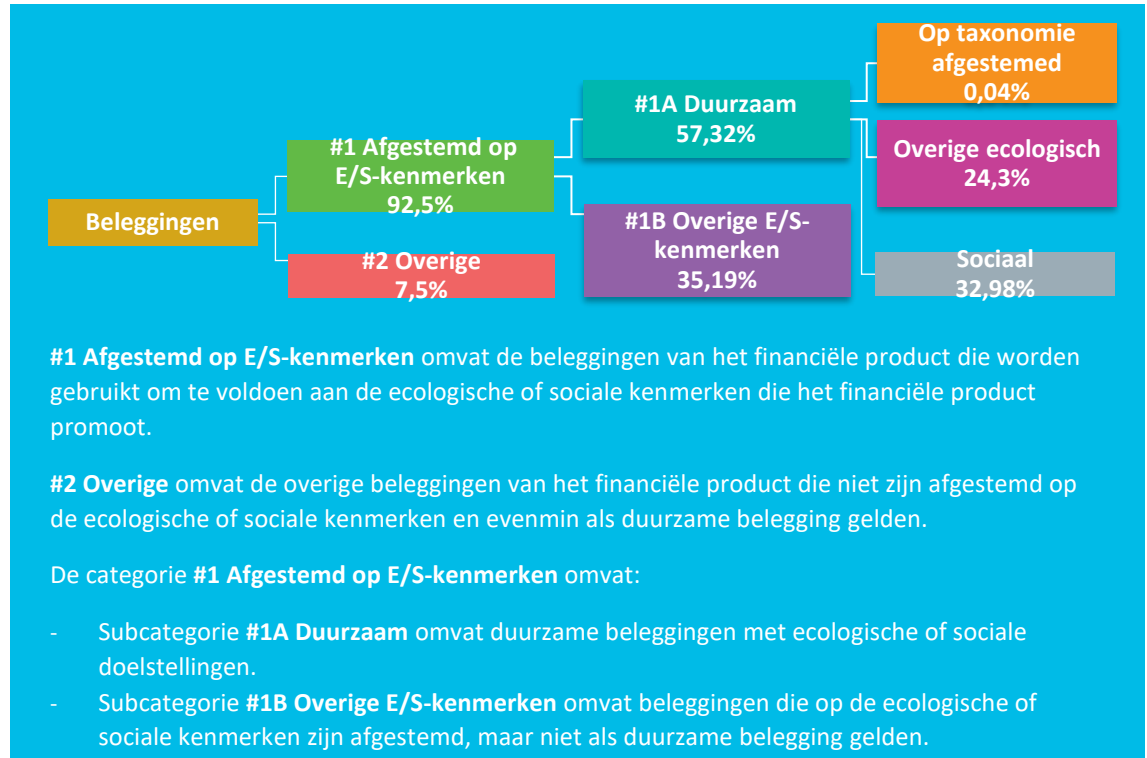 Beleggingen
#1 Afgestemd op
E/S-kenmerken
92,5%
#2 Overige
7,5%
#1A Duurzaam
57,32%
#1B Overige E/S-
kenmerken
35,19%
Op taxonomie
afgestemed
0,04%
Overige ecologisch
24,3%
Sociaal
32,98%
#1 Afgestemd op E/S-kenmerken omvat de beleggingen van het financiële product die worden
gebruikt om te voldoen aan de ecologische of sociale kenmerken die het financiële product
promoot.
#2 Overige omvat de overige beleggingen van het financiële product die niet zijn afgestemd op
de ecologische of sociale kenmerken en evenmin als duurzame belegging gelden.
De categorie #1 Afgestemd op E/S-kenmerken omvat:
- Subcategorie #1A Duurzaam omvat duurzame beleggingen met ecologische of sociale
doelstellingen.
- Subcategorie #1B Overige E/S-kenmerken omvat beleggingen die op de ecologische of
sociale kenmerken zijn afgestemd, maar niet als duurzame belegging gelden.